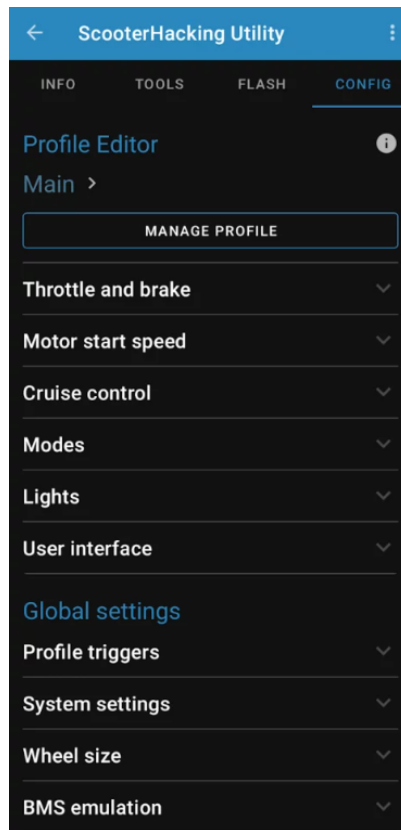 ScooterHacking Utility
INFO TOOLS FLASH CONFIG
Profile Editor
Main
MANAGE PROFILE
Throttle and brake
Motor start speed
Cruise control
Modes
Lights
User interface
Global settings
Profile triggers
System settings
Wheel size
BMS emulation